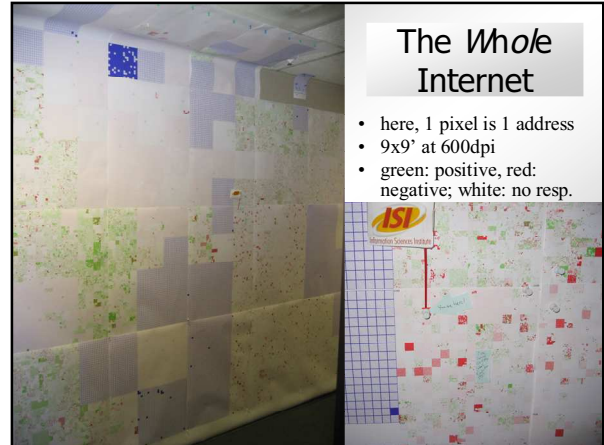 The Whole
Internet
• here, 1 pixel is 1 address
• 9x9’ at 600dpi
• green: positive, red:
negative; white: no resp.
ISI
Information Sciences Institute